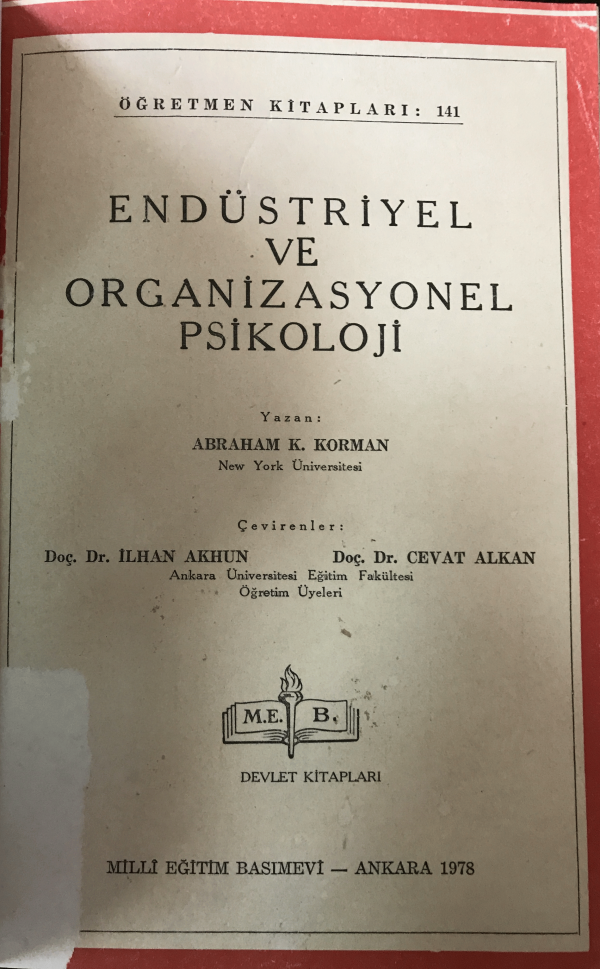 ÖĞRETMEN KİTAPLARI: 141
ENDÜSTRİYEL
VE
ORGANİZASYONEL
PSİKOLOJİ
Yazan:
ABRAHAM K. KORMAN
New York Üniversitesi
Çevirenler:
Doç. Dr. İLHAN AKHUN Doç. Dr. CEVAT ALKAN
Ankara Üniversitesi Eğitim Fakültesi
Öğretim Üyeleri
M.E. B.
DEVLET KİTAPLARI
MİLLÎ EĞİTİM BASIMEVİ — ANKARA 1978